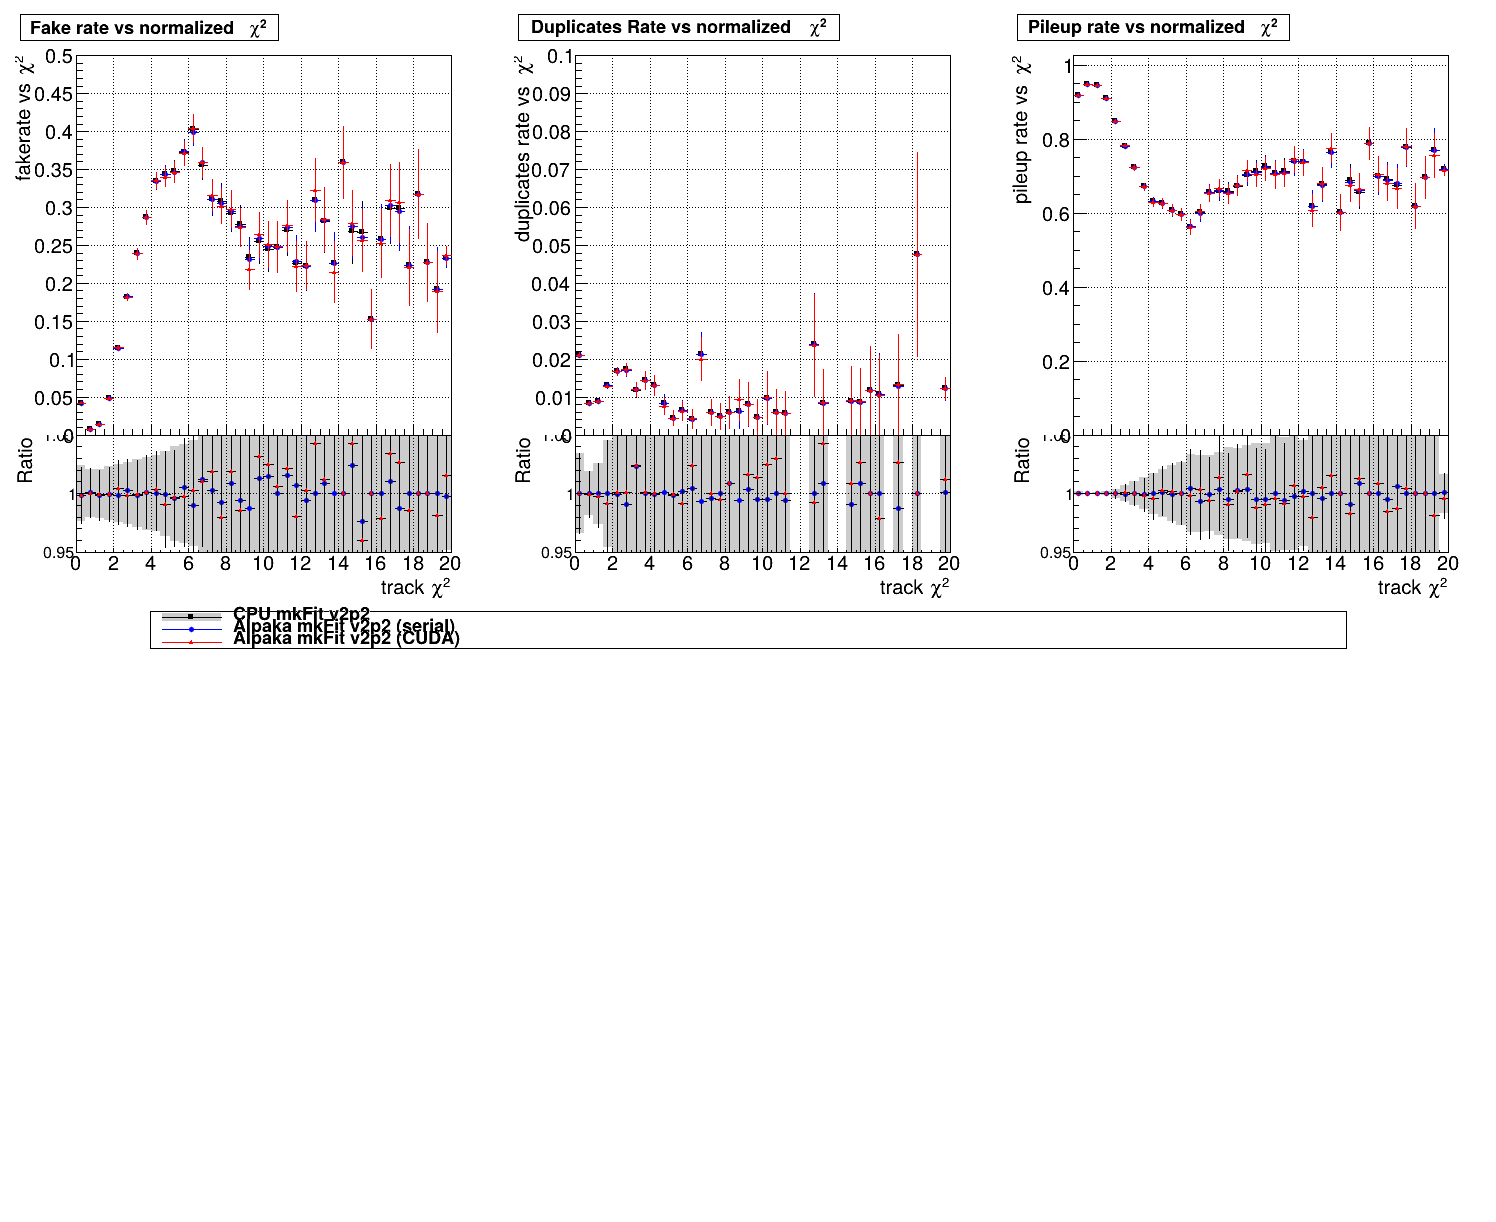 Fake rate vs normalized χ²
fakerate vs χ²
0.5
0.45
0.4
0.35
0.3
0.25
0.2
0.15
0.1
0.05
0
Ratio
1
0.95
0 2 4 6 8 10 12 14 16 18 20
track χ²
Duplicates Rate vs normalized χ²
duplicates rate vs χ²
0.1
0.09
0.08
0.07
0.06
0.05
0.04
0.03
0.02
0.01
0
Ratio
1
0.95
0 2 4 6 8 10 12 14 16 18 20
track χ²
Pileup rate vs normalized χ²
pileup rate vs χ²
1
0.8
0.6
0.4
0.2
0
Ratio
1
0.95
0 2 4 6 8 10 12 14 16 18 20
track χ²
CPU mkFit v2p2
Alpaka mkFit v2p2 (serial)
Alpaka mkFit v2p2 (CUDA)